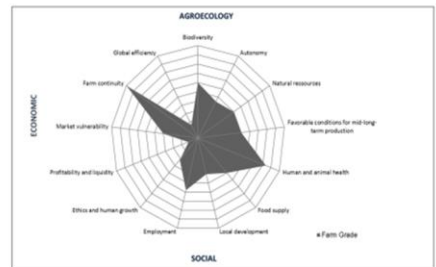 AGROECOLOGY
Biodiversity
Global efficiency
Autonomy
Farm continuity
Natural ressources
ECONOMIC
Market vulnerability
Favorable conditions for mid-long-
term production
Profitability and liquidity
Human and animal health
Ethics and human growth
Food supply
Employment
Local development
Farm Grade
SOCIAL